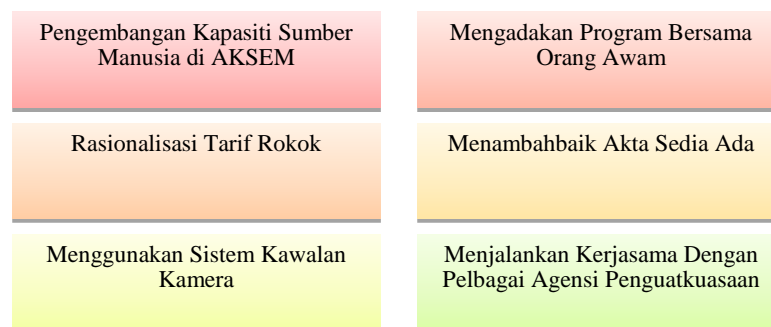 Pengembangan Kapasiti Sumber
Manusia di AKSEM
Mengadakan Program Bersama
Orang Awam
Rasionalisasi Tarif Rokok
Menambahbaik Akta Sedia Ada
Menggunakan Sistem Kawalan
Kamera
Menjalankan Kerjasama Dengan
Pelbagai Agensi Penguatkuasaan